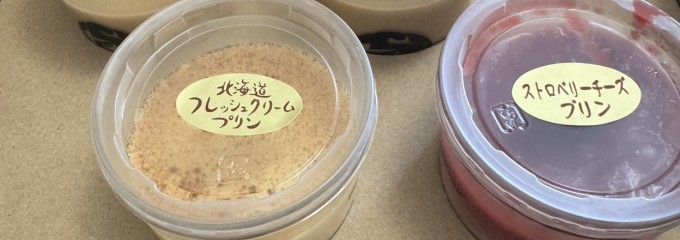 北海道
フレッシュクリーム
プリン
ストロベリーチーズ
プリン